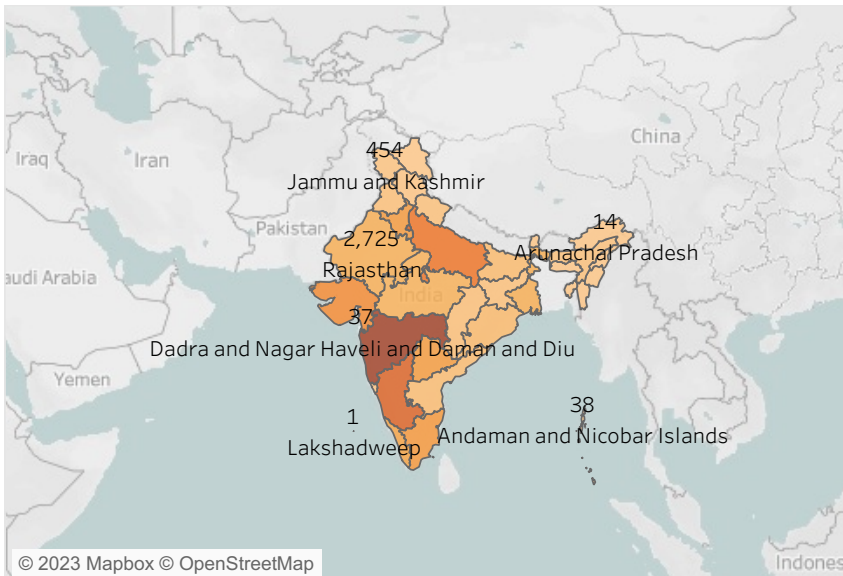 China
454
Iraq
Iran
Jammu and Kashmir
14
Pakistan
2,725
Arunachal Pradesh
Rajasthan
audi Arabia
India
37
Dadra and Nagar Haveli and Daman and Diu
Yemen
38
1
Andaman and Nicobar Islands
Lakshadweep
© 2023 Mapbox © OpenStreetMap
Indones